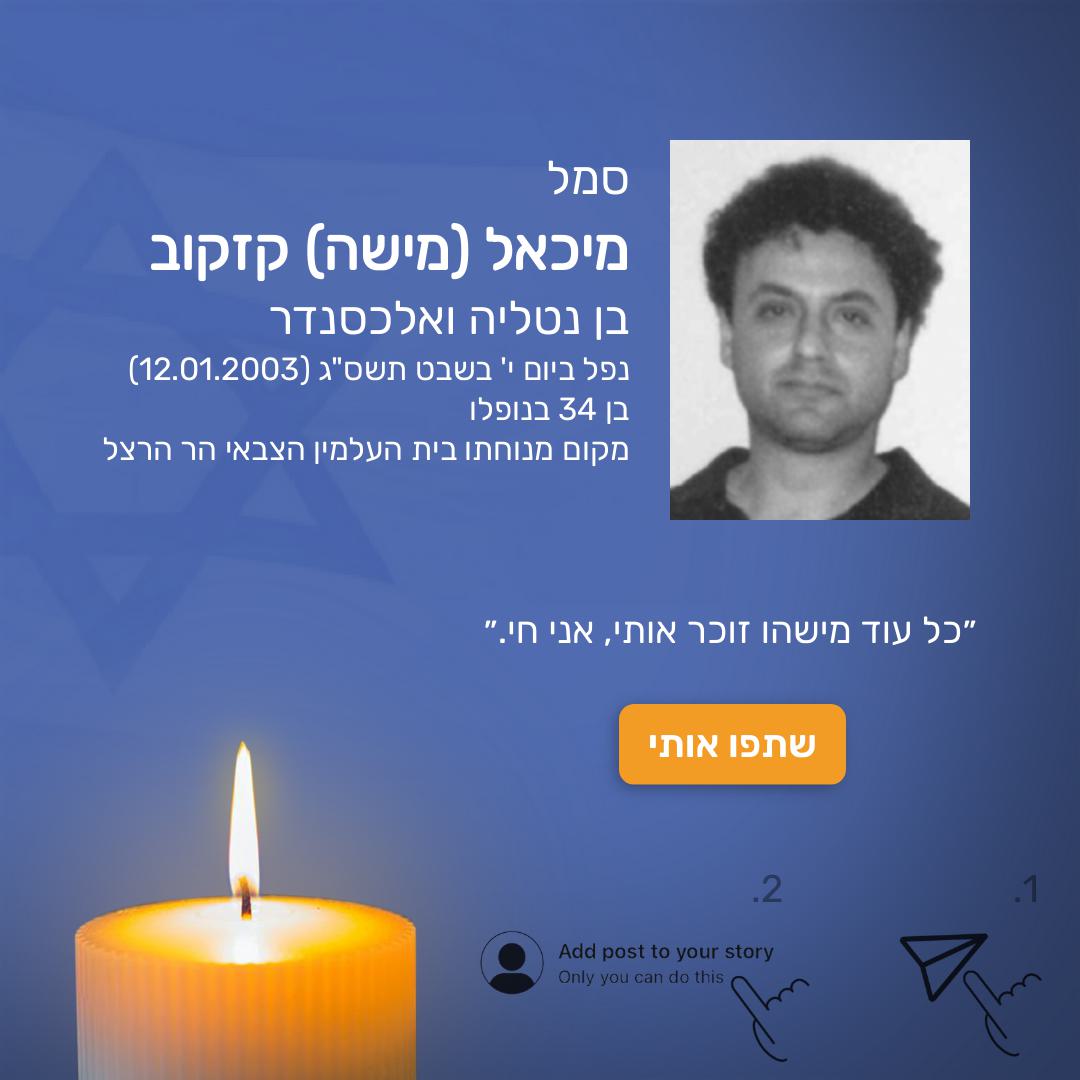 סמל
מיכאל (מישה) קזקוב
בן נטליה ואלכסנדר
נפל ביום י' בשבט תשס"ג (12.01.2003)
בן 34 בנופלו
מקום מנוחתו בית העלמין הצבאי הר הרצל
״כל עוד מישהו זוכר אותי, אני חי.״
שתפו אותי
.1
.2
Add post to your story
Only you can do this